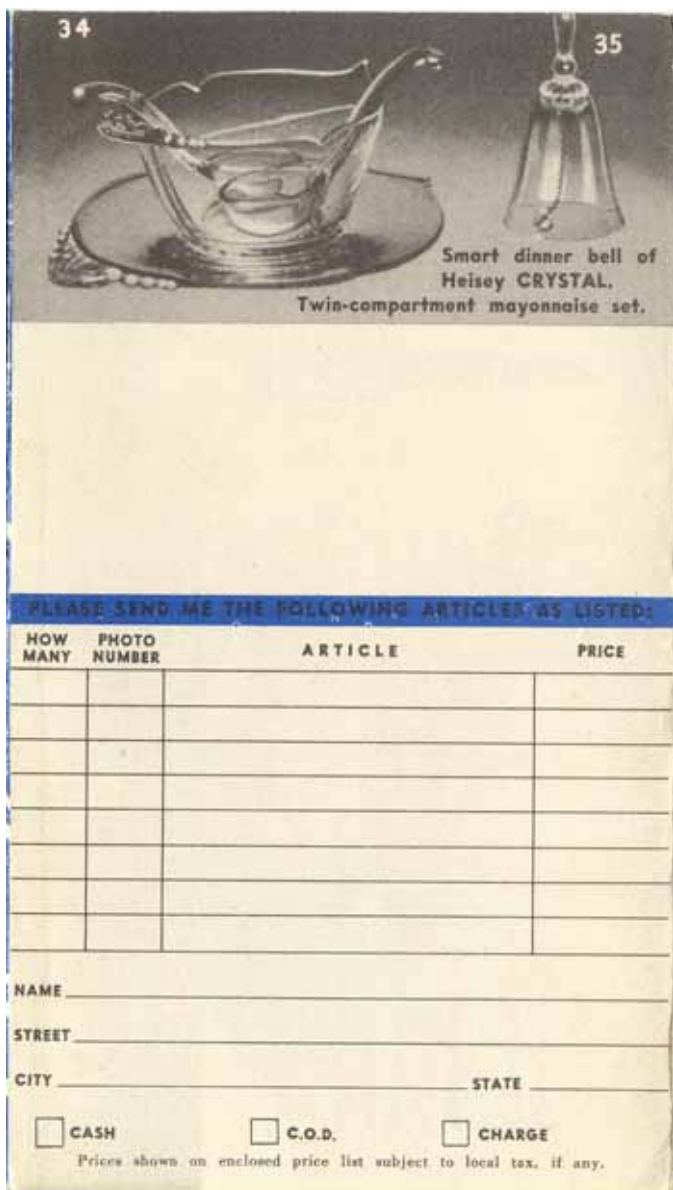 34
35
Smart dinner bell of
Heisey CRYSTAL.
Twin-compartment mayonnaise set.
PLEASE SEND ME THE FOLLOWING ARTICLES AS LISTED:
HOW MANY PHOTO NUMBER ARTICLE PRICE
NAME
STREET
CITY STATE
CASH C.O.D. CHARGE
Prices shown on enclosed price list subject to local tax, if any.